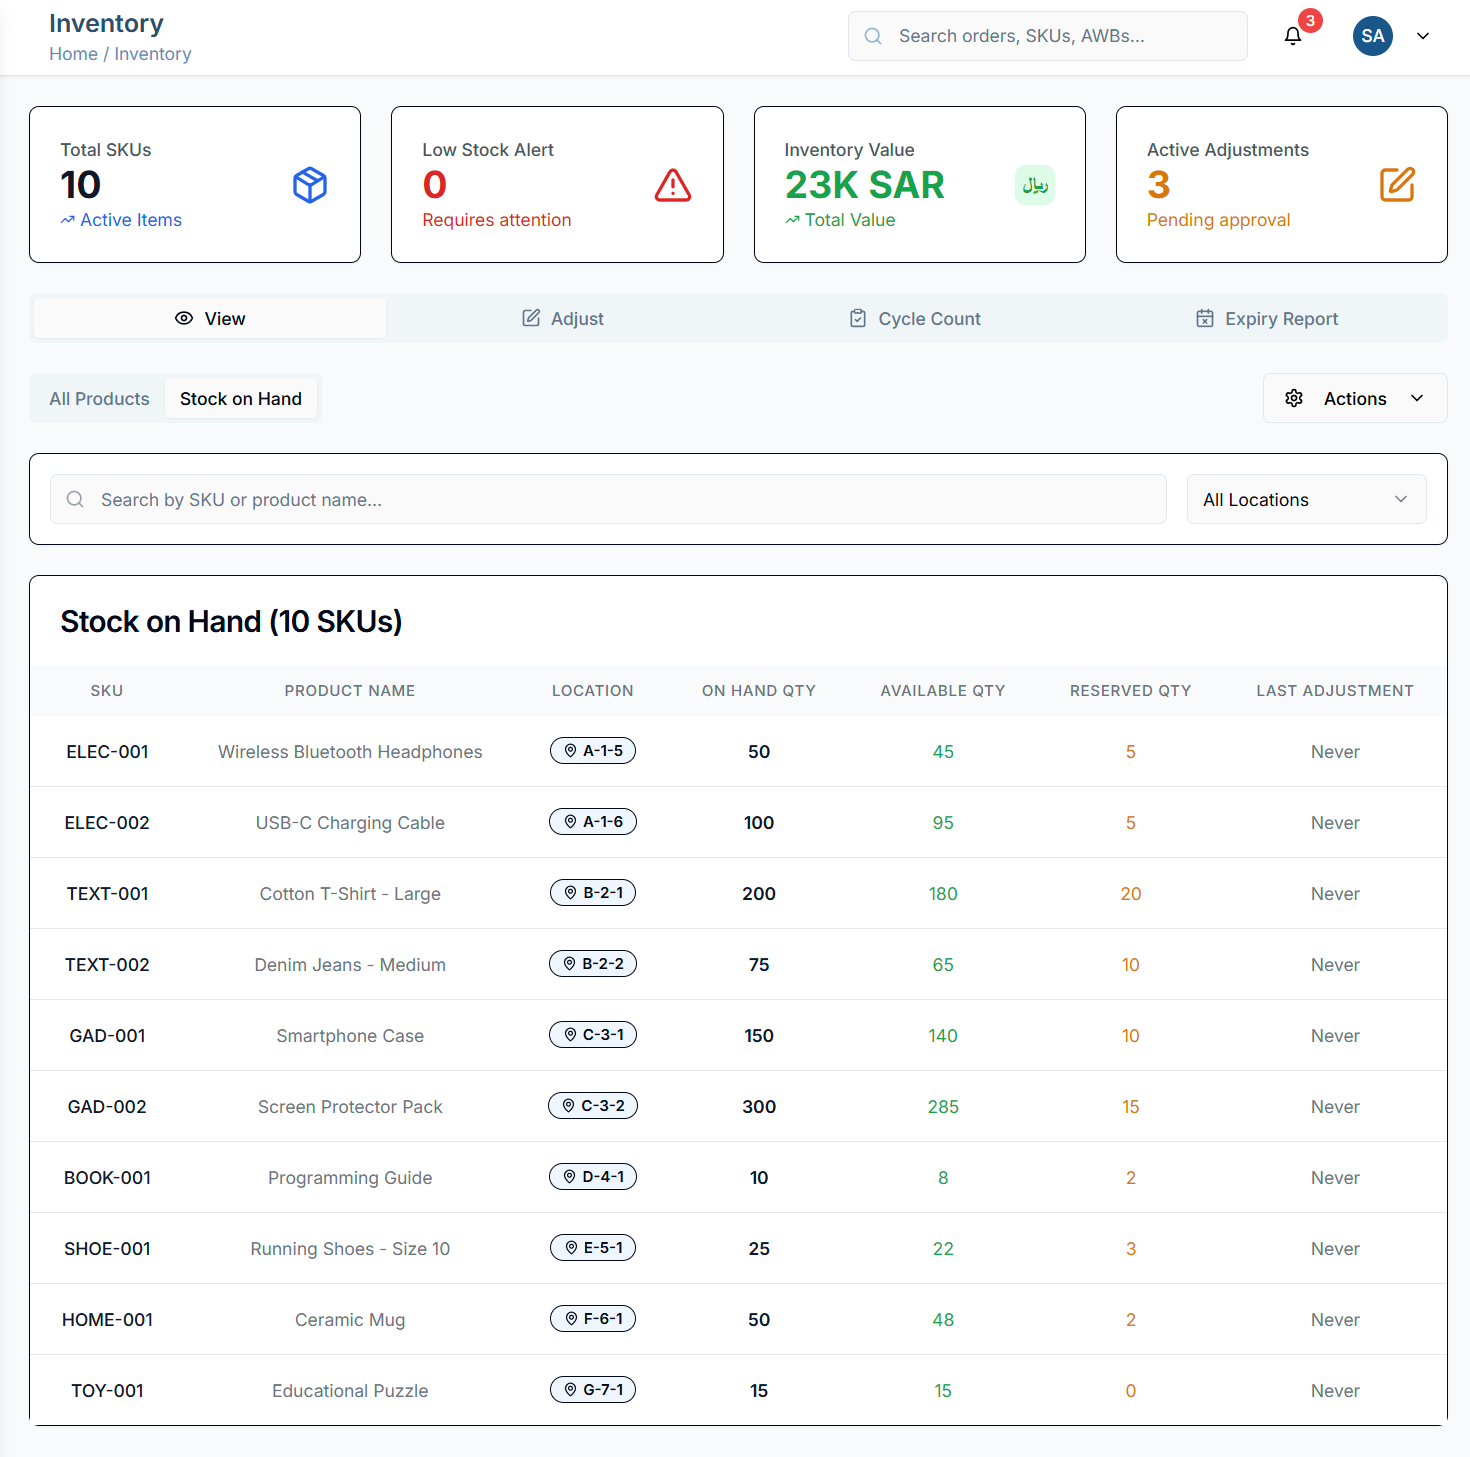 Inventory
Home / Inventory
Search orders, SKUs, AWBs...
3
SA
Total SKUs
10
Active Items
Low Stock Alert
0
Requires attention
Inventory Value
23K SAR
Total Value
ريال
Active Adjustments
3
Pending approval
View
Adjust
Cycle Count
Expiry Report
All Products
Stock on Hand
Actions
Search by SKU or product name...
All Locations
Stock on Hand (10 SKUs)
SKU PRODUCT NAME LOCATION ON HAND QTY AVAILABLE QTY RESERVED QTY LAST ADJUSTMENT
ELEC-001 Wireless Bluetooth Headphones A-1-5 50 45 5 Never
ELEC-002 USB-C Charging Cable A-1-6 100 95 5 Never
TEXT-001 Cotton T-Shirt - Large B-2-1 200 180 20 Never
TEXT-002 Denim Jeans - Medium B-2-2 75 65 10 Never
GAD-001 Smartphone Case C-3-1 150 140 10 Never
GAD-002 Screen Protector Pack C-3-2 300 285 15 Never
BOOK-001 Programming Guide D-4-1 10 8 2 Never
SHOE-001 Running Shoes - Size 10 E-5-1 25 22 3 Never
HOME-001 Ceramic Mug F-6-1 50 48 2 Never
TOY-001 Educational Puzzle G-7-1 15 15 0 Never